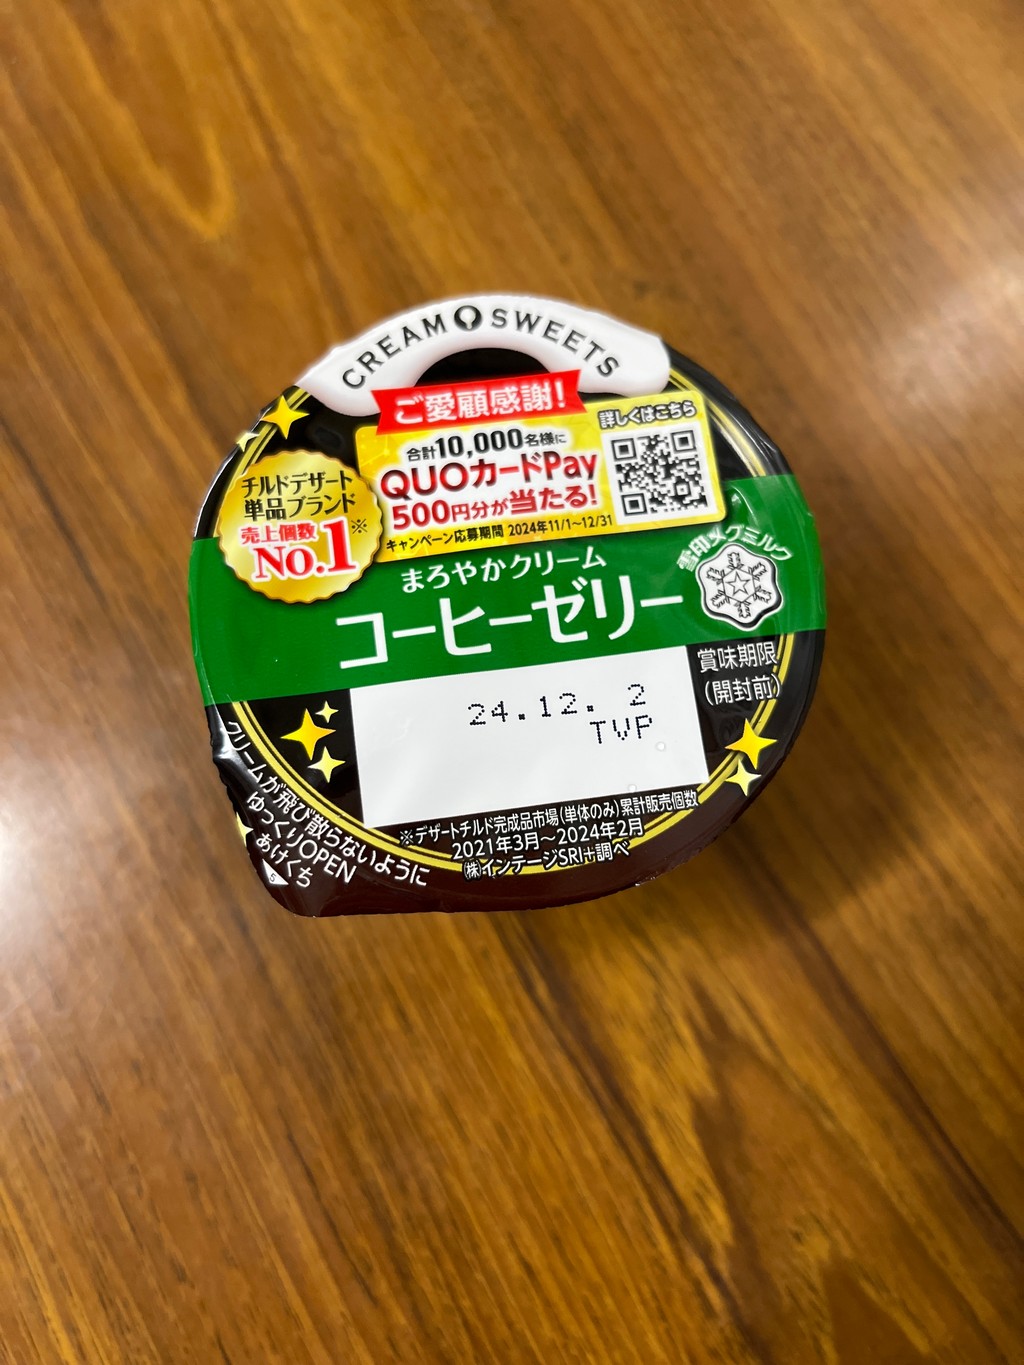 CREAM SWEETS
ご愛顧感謝!
合計10,000名様に
QUOカードPay
500円分が当たる!
キャンペーン応募期間 2024年11/1〜12/31
詳しくはこちら
チルドデザート
単品ブランド
売上個数
No.1※
雪印メグミルク
まろやかクリーム
コーヒーゼリー
賞味期限
(開封前)
24.12. 2
TVP
クリームが飛び散らないように
ゆっくりOPEN
あけくち
5
※デザートチルド完成品市場(単体のみ)累計販売個数
2021年3月〜2024年2月
㈱インテージSRI+調べ